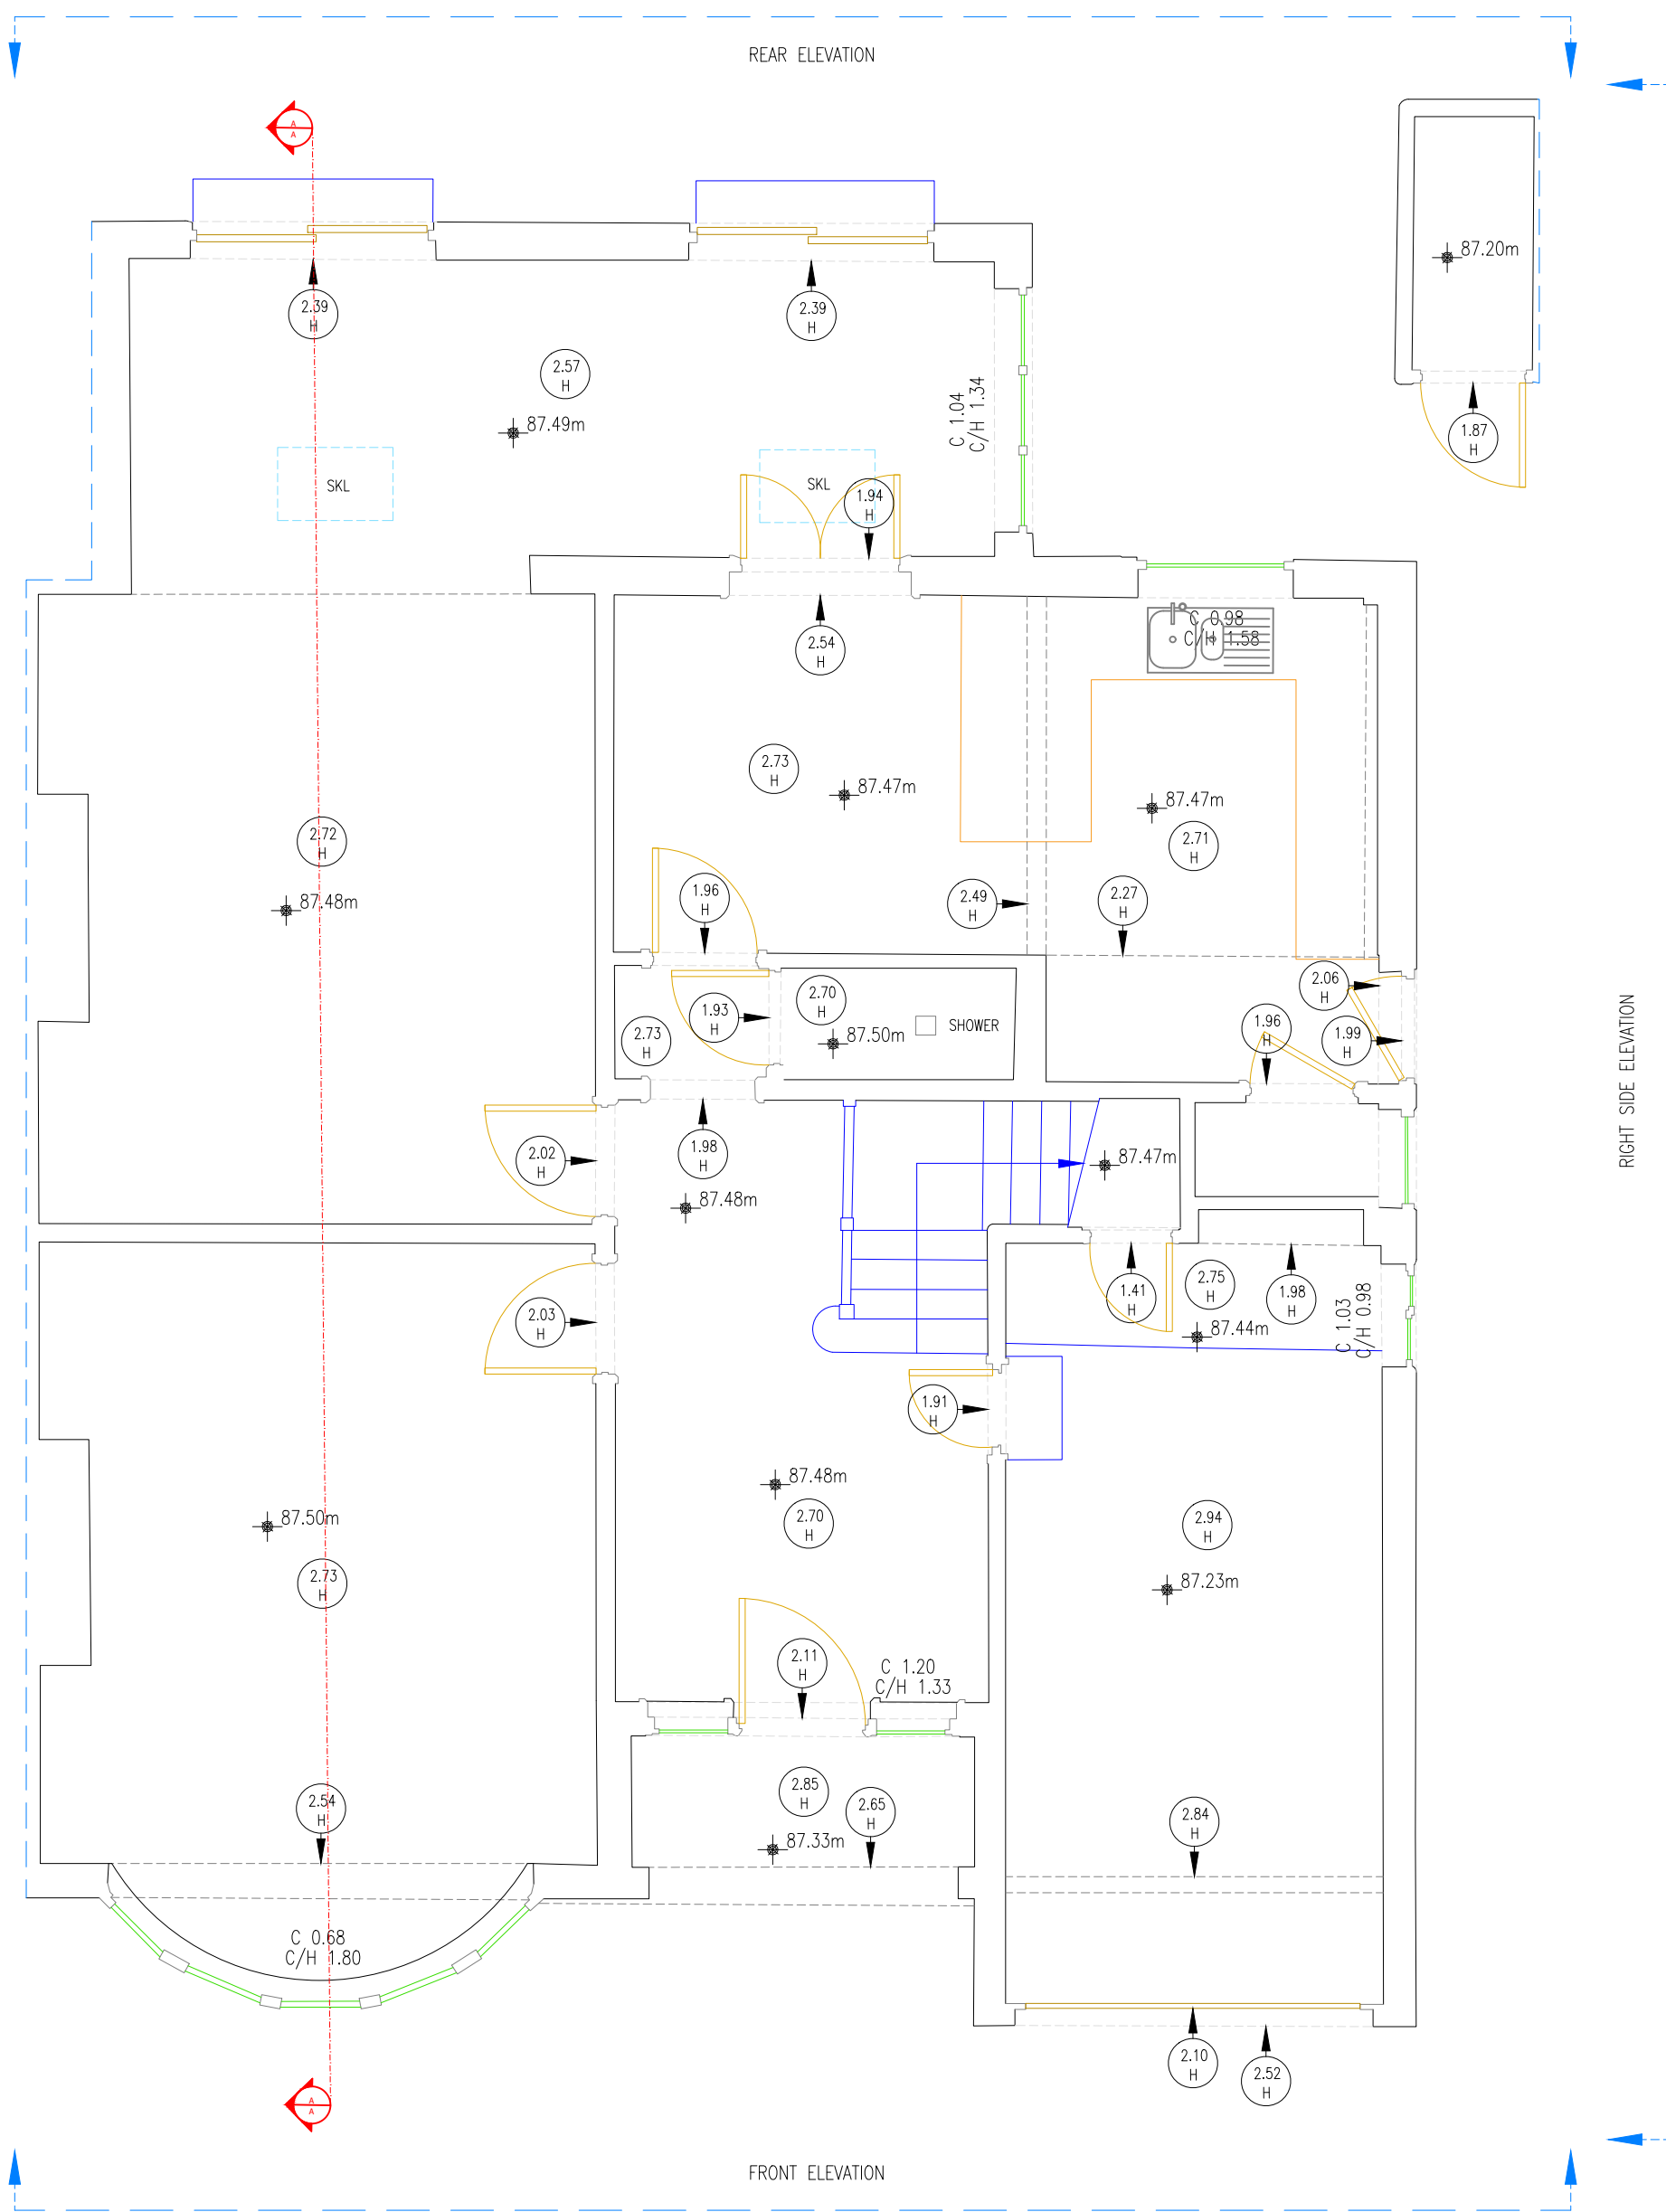 REAR ELEVATION
A
A
87.20m
2.39
H
2.39
H
2.57
H
C 1.04
C/H 1.34
87.49m
1.87
H
SKL
SKL
1.94
H
C 0.98
C/H 1.58
2.54
H
2.73
H
87.47m
87.47m
2.72
H
2.71
H
87.48m
1.96
H
2.49
H
2.27
H
2.06
H
1.93
H
2.70
H
SHOWER
87.50m
2.73
H
1.96
H
1.99
H
RIGHT SIDE ELEVATION
2.02
H
1.98
H
87.47m
87.48m
1.41
H
2.75
H
1.98
H
C 1.03
C/H 0.98
2.03
H
87.44m
1.91
H
87.48m
87.50m
2.70
H
2.94
H
2.73
H
87.23m
2.11
H
C 1.20
C/H 1.33
2.54
H
2.85
H
2.65
H
2.84
H
87.33m
C 0.68
C/H 1.80
2.10
H
2.52
H
A
A
FRONT ELEVATION